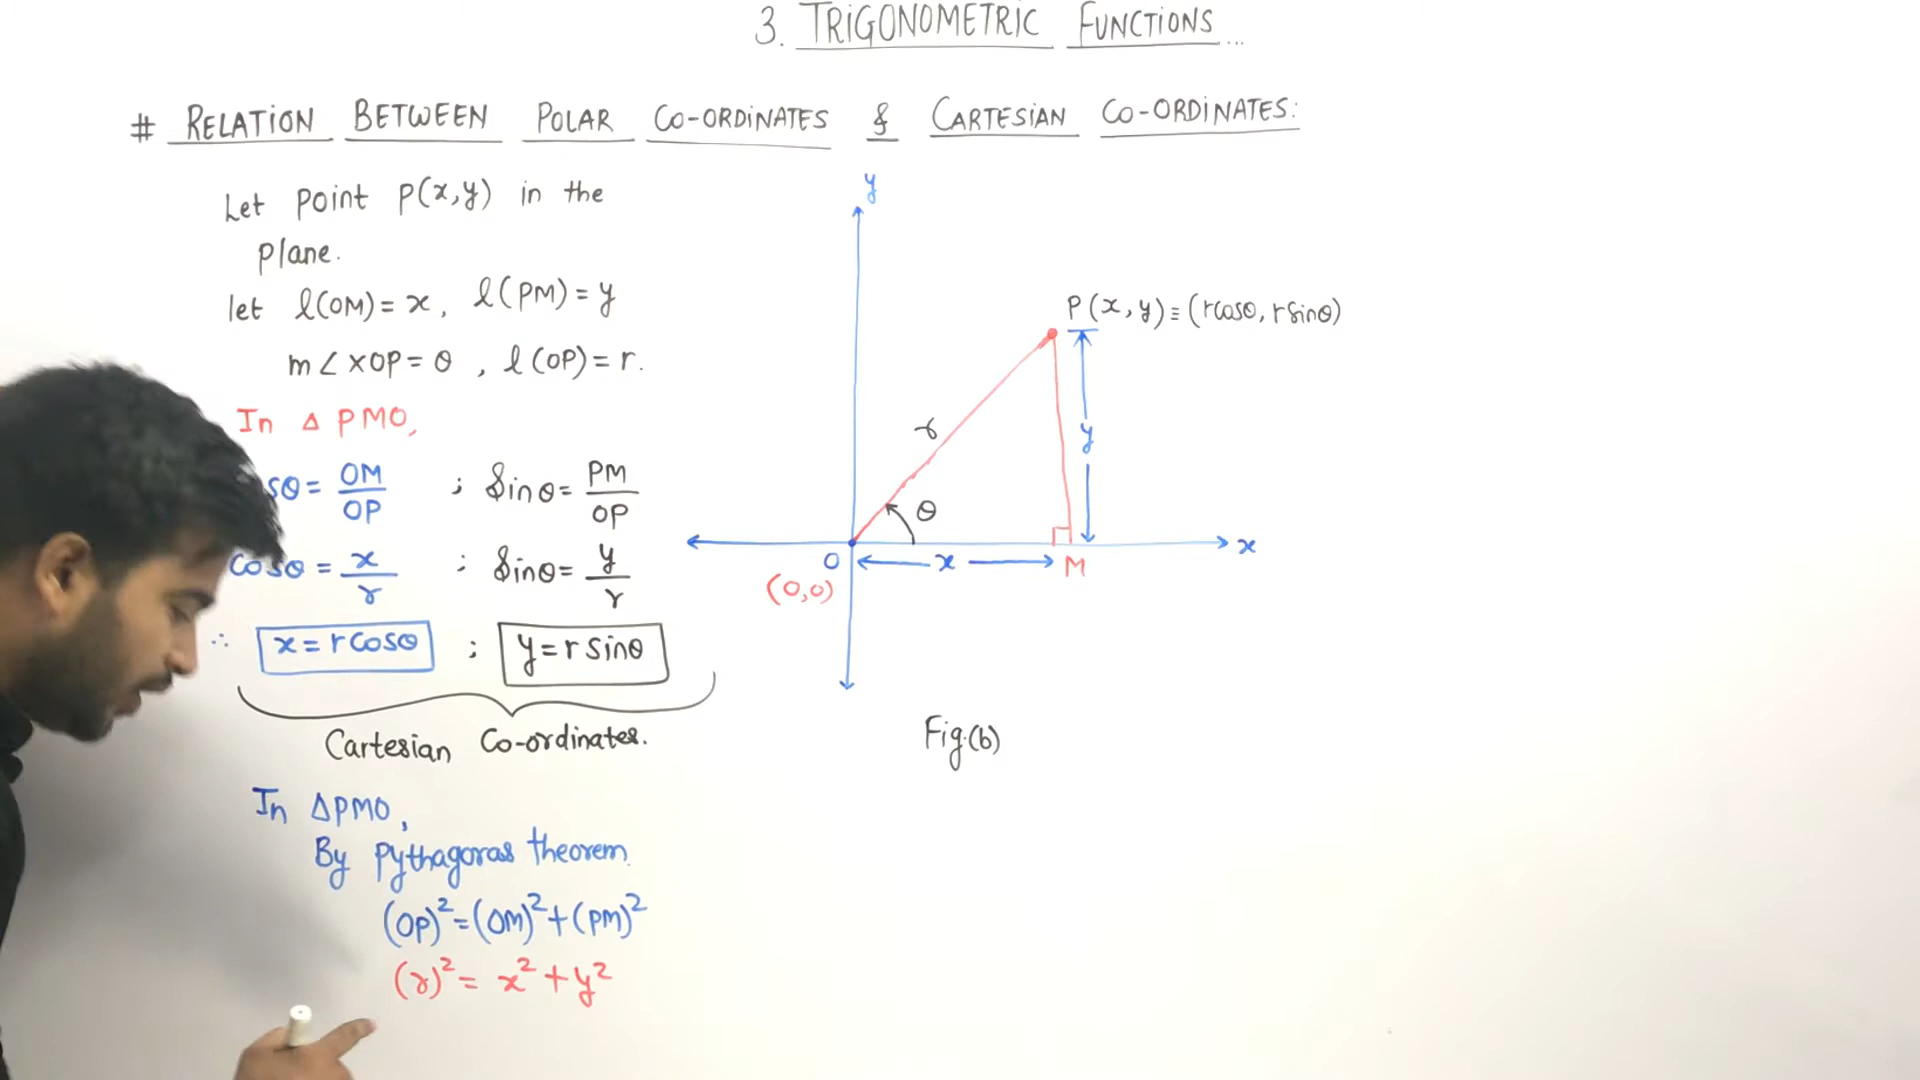 3. TRIGONOMETRIC FUNCTIONS...
# RELATION BETWEEN POLAR CO-ORDINATES & CARTESIAN CO-ORDINATES:
Let point P(x,y) in the
plane.
let l(OM)=x, l(PM)=y
m∠XOP=θ, l(OP)=r.
In Δ PMO,
sθ=OM/OP ; Sinθ=PM/OP
Cosθ=x/r ; Sinθ=y/r
∴ x=rcosθ ; y=rsinθ
Cartesian Co-ordinates.
In ΔPMO,
By Pythagoras theorem
(OP)²=(OM)²+(PM)²
(r)²= x²+y²
y
P(x,y)≡(rcosθ, rsinθ)
r
y
θ
O
x
M
x
(0,0)
Fig.(b)